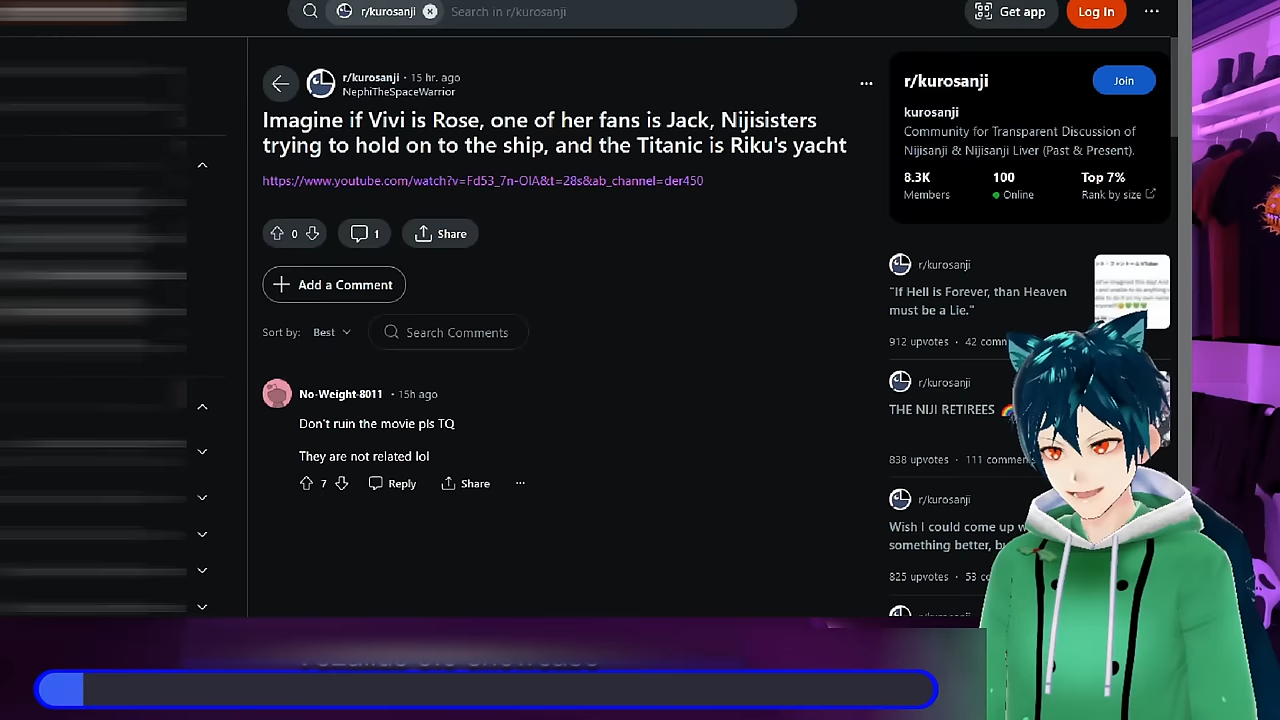 r/kurosanji
Search in r/kurosanji
Get app
Log In
r/kurosanji • 15 hr. ago
NephiTheSpaceWarrior
Imagine if Vivi is Rose, one of her fans is Jack, Nijisisters
trying to hold on to the ship, and the Titanic is Riku's yacht
https://www.youtube.com/watch?v=Fd53_7n-OlA&t=28s&ab_channel=der450
0
1
Share
Add a Comment
Sort by: Best
Search Comments
No-Weight-8011 • 15h ago
Don't ruin the movie pls TQ
They are not related lol
7
Reply
Share
r/kurosanji
Join
kurosanji
Community for Transparent Discussion of
Nijisanji & Nijisanji Liver (Past & Present).
8.3K 100 Top 7%
Members Online Rank by size
r/kurosanji
"If Hell is Forever, than Heaven
must be a Lie."
912 upvotes • 42 comm
r/kurosanji
THE NIJI RETIREES
838 upvotes • 111 commen
r/kurosanji
Wish I could come up w
something better, bu
825 upvotes • 53 co